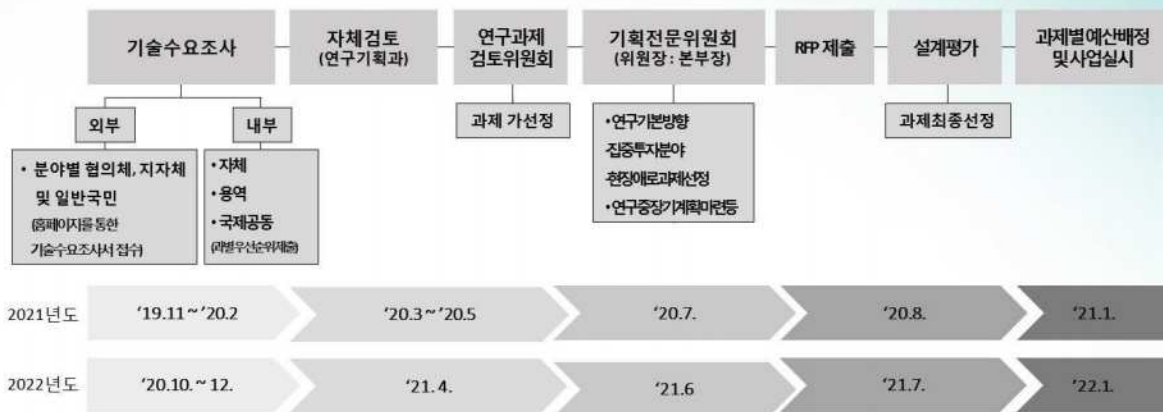 기술수요조사
자체검토
(연구기획과)
연구과제
검토위원회
기획전문위원회
(위원장 : 본부장)
RFP 제출
설계평가
과제별예산배정
및사업실시
외부
내부
과제 가선정
과제최종선정
• 분야별 협의체, 지자체
및 일반국민
(홈페이지를 통한
기술수요조사서 접수)
• 자체
• 용역
• 국제공동
(과별우선순위제출)
•연구기본방향
·집중투자분야
·현장애로과제선정
•연구중장기계획마련등
2021년도
‘19.11 ~ ‘20.2
‘20.3 ~ ‘20.5
‘20.7.
‘20.8.
‘21.1.
2022년도
‘20.10. ~ 12.
‘21.4.
‘21.6
‘21.7.
‘22.1.